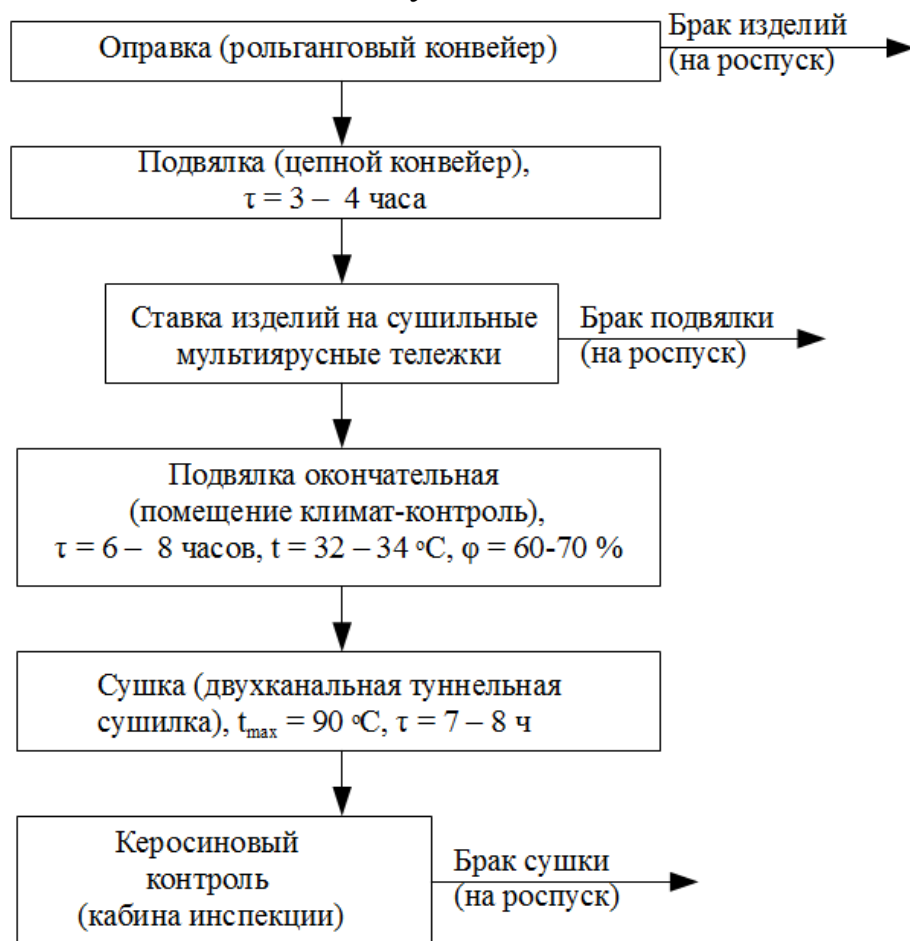 Оправка (рольганговый конвейер)
Брак изделий
(на роспуск)
Подвялка (цепной конвейер),
τ = 3 – 4 часа
Ставка изделий на сушильные
мультиярусные тележки
Брак подвялки
(на роспуск)
Подвялка окончательная
(помещение климат-контроль),
τ = 6 – 8 часов, t = 32 – 34 °С, φ = 60-70 %
Сушка (двухканальная туннельная
сушилка), tmax = 90 °С, τ = 7 – 8 ч
Керосиновый
контроль
(кабина инспекции)
Брак сушки
(на роспуск)